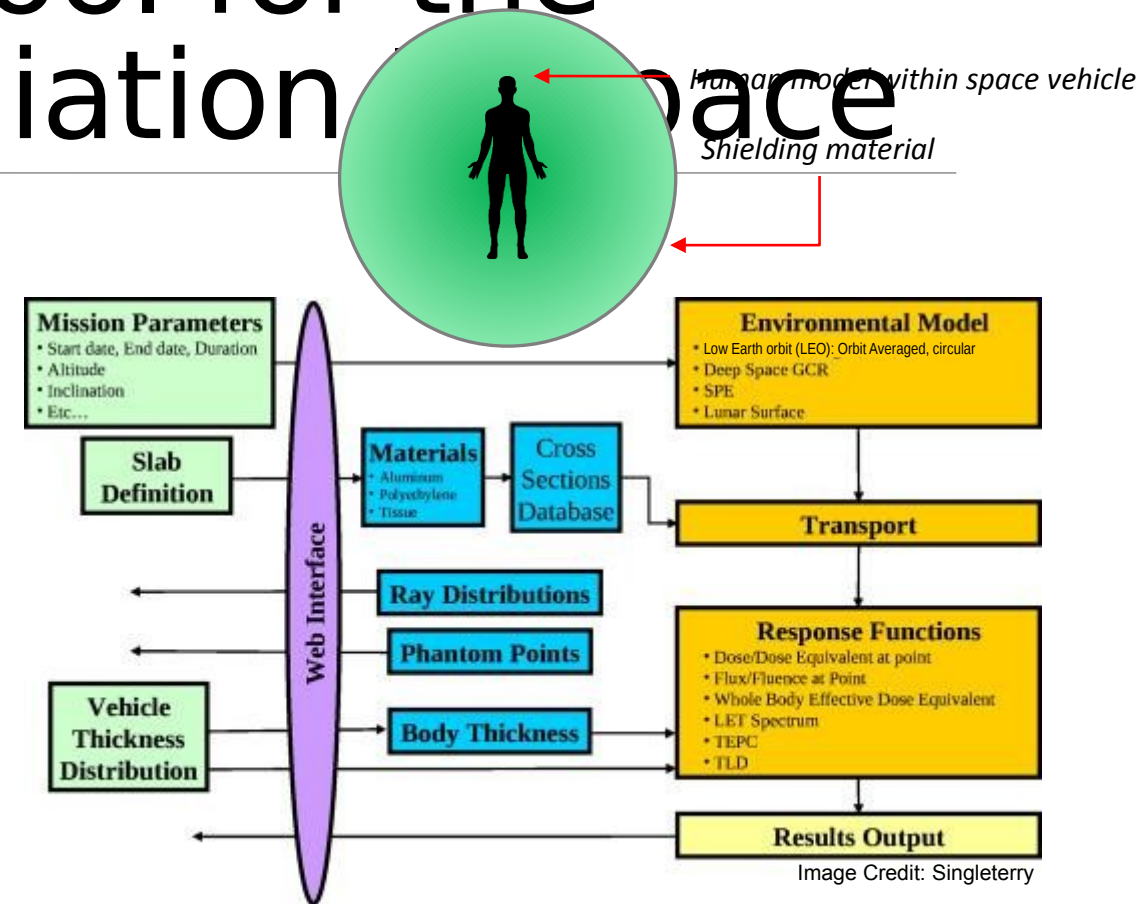 for the
iation
pace
Human model within space vehicle
Shielding material
Mission Parameters
• Start date, End date, Duration
• Altitude
• Inclination
• Etc…
Environmental Model
• Low Earth orbit (LEO): Orbit Averaged, circular
• Deep Space GCR
• SPE
• Lunar Surface
Slab
Definition
Materials
• Aluminum
• Polyethylene
• Tissue
Cross
Sections
Database
Transport
Web Interface
Ray Distributions
Phantom Points
Response Functions
• Dose/Dose Equivalent at point
• Flux/Fluence at Point
• Whole Body Effective Dose Equivalent
• LET Spectrum
• TEPC
• TLD
Vehicle
Thickness
Distribution
Body Thickness
Results Output
Image Credit: Singleterry